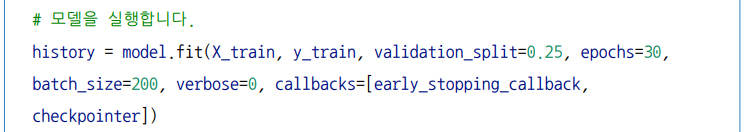 # 모델을 실행합니다.
history = model.fit(X_train, y_train, validation_split=0.25, epochs=30,
batch_size=200, verbose=0, callbacks=[early_stopping_callback,
checkpointer])